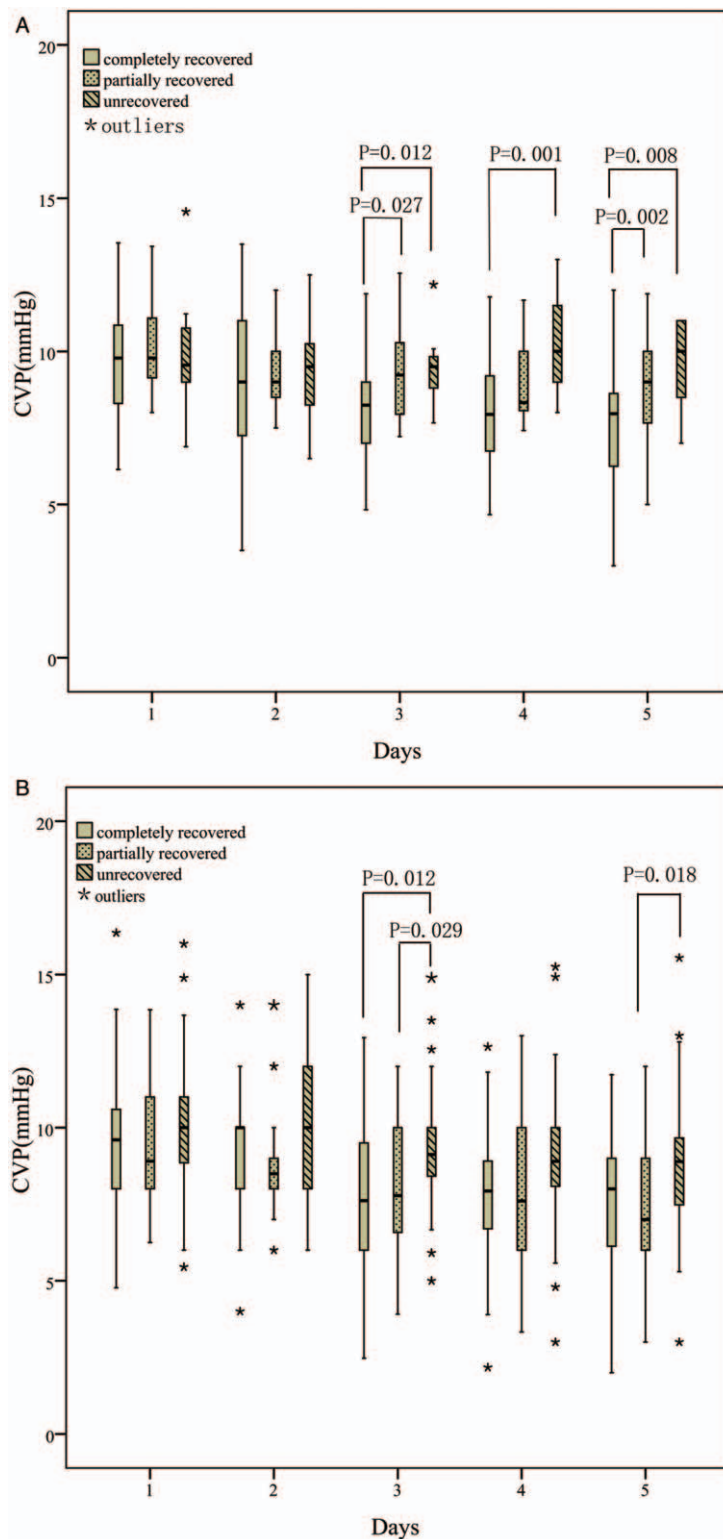 A
20
completely recovered
partially recovered
unrecovered
* outliers
P=0.012
P=0.027
P=0.001
P=0.008
P=0.002
15
10
5
0
CVP(mmHg)
1 2 3 4 5
Days
B
20
completely recovered
partially recovered
unrecovered
* outliers
P=0.012
P=0.029
P=0.018
15
10
5
0
CVP(mmHg)
1 2 3 4 5
Days